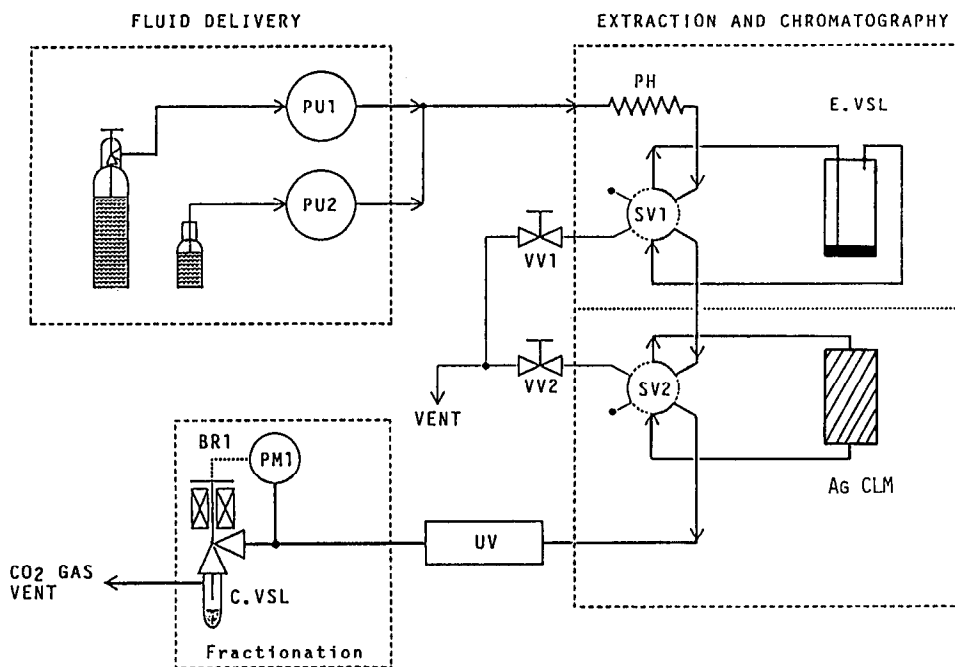 FLUID DELIVERY
EXTRACTION AND CHROMATOGRAPHY
PU1
PU2
PH
E.VSL
SV1
VV1
VV2
VENT
SV2
Ag CLM
BR1
PM1
UV
CO2 GAS
VENT
C.VSL
Fractionation